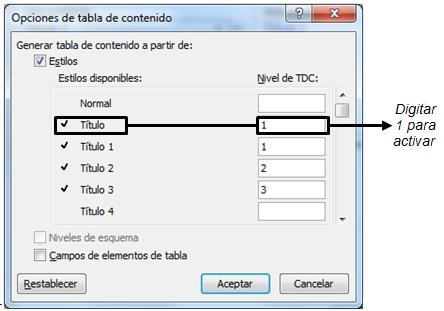 Opciones de tabla de contenido
Generar tabla de contenido a partir de:
Estilos
Estilos disponibles: Nivel de TDC:
Normal
Título 1
Título 1 1
Título 2 2
Título 3 3
Título 4
Niveles de esquema
Campos de elementos de tabla
Restablecer Aceptar Cancelar
Digitar
1 para
activar